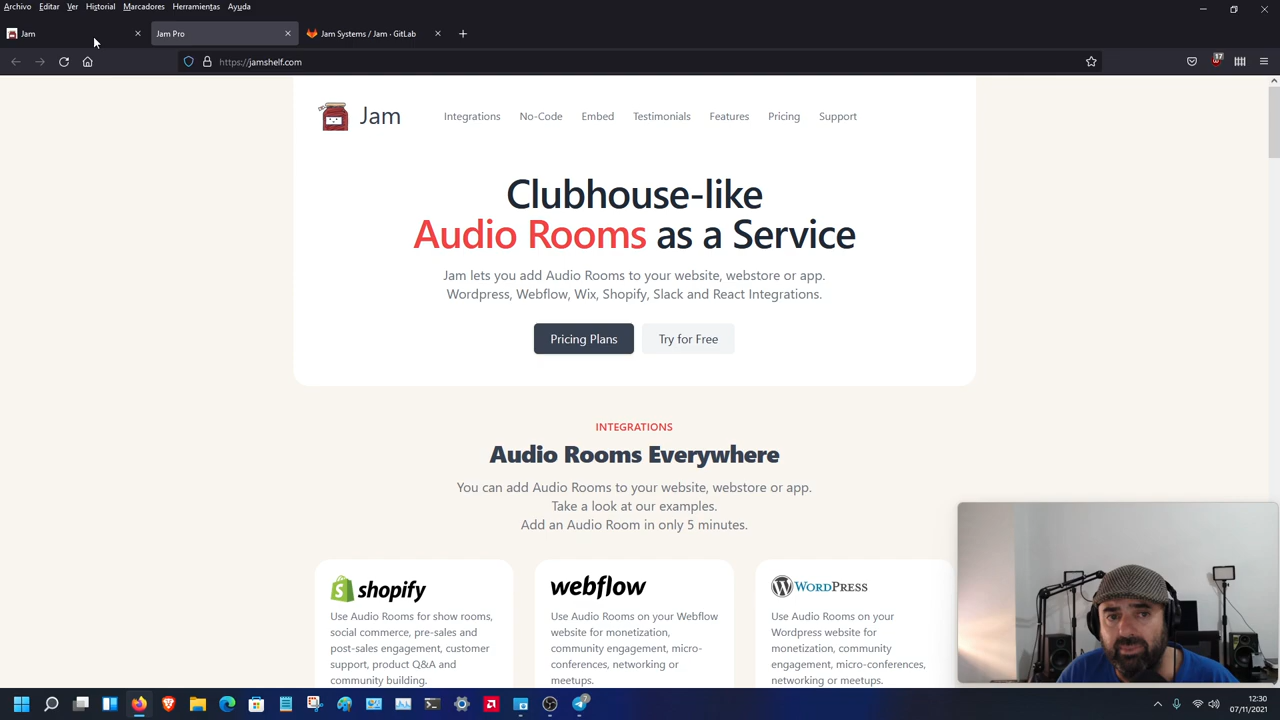 Archivo Editar Ver Historial Marcadores Herramientas Ayuda
Jam
Jam Pro
Jam Systems / Jam · GitLab
https://jamshelf.com
17
Jam
Integrations
No-Code
Embed
Testimonials
Features
Pricing
Support
Clubhouse-like
Audio Rooms as a Service
Jam lets you add Audio Rooms to your website, webstore or app.
Wordpress, Webflow, Wix, Shopify, Slack and React Integrations.
Pricing Plans
Try for Free
INTEGRATIONS
Audio Rooms Everywhere
You can add Audio Rooms to your website, webstore or app.
Take a look at our examples.
Add an Audio Room in only 5 minutes.
shopify
Use Audio Rooms for show rooms,
social commerce, pre-sales and
post-sales engagement, customer
support, product Q&A and
community building.
webflow
Use Audio Rooms on your Webflow
website for monetization,
community engagement, micro-
conferences, networking or
meetups.
WORDPRESS
Use Audio Rooms on your
Wordpress website for
monetization, community
engagement, micro-conferences,
networking or meetups.
7
12:30
07/11/2021